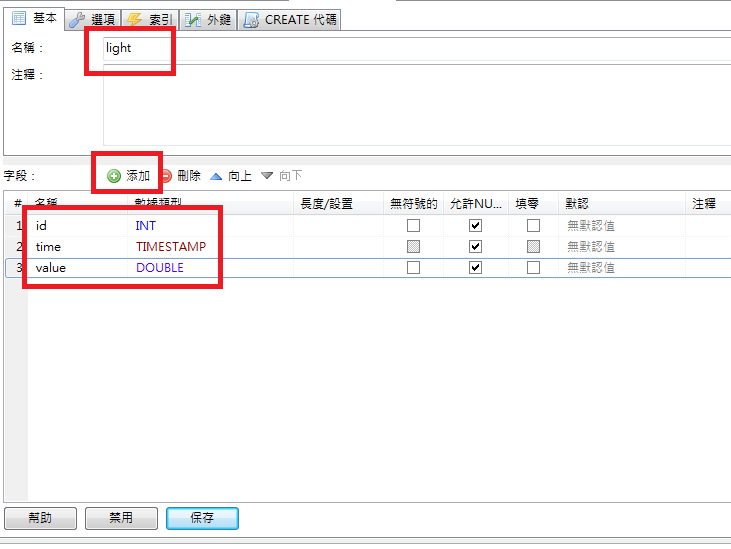 基本 選項 索引 外鍵 CREATE 代碼
名稱： light
注釋：
字段： 添加 刪除 向上 向下
# 名稱 數據類型 長度/設置 無符號的 允許NU... 填零 默認 注釋
1 id INT 無默認值
2 time TIMESTAMP 無默認值
3 value DOUBLE 無默認值
幫助 禁用 保存